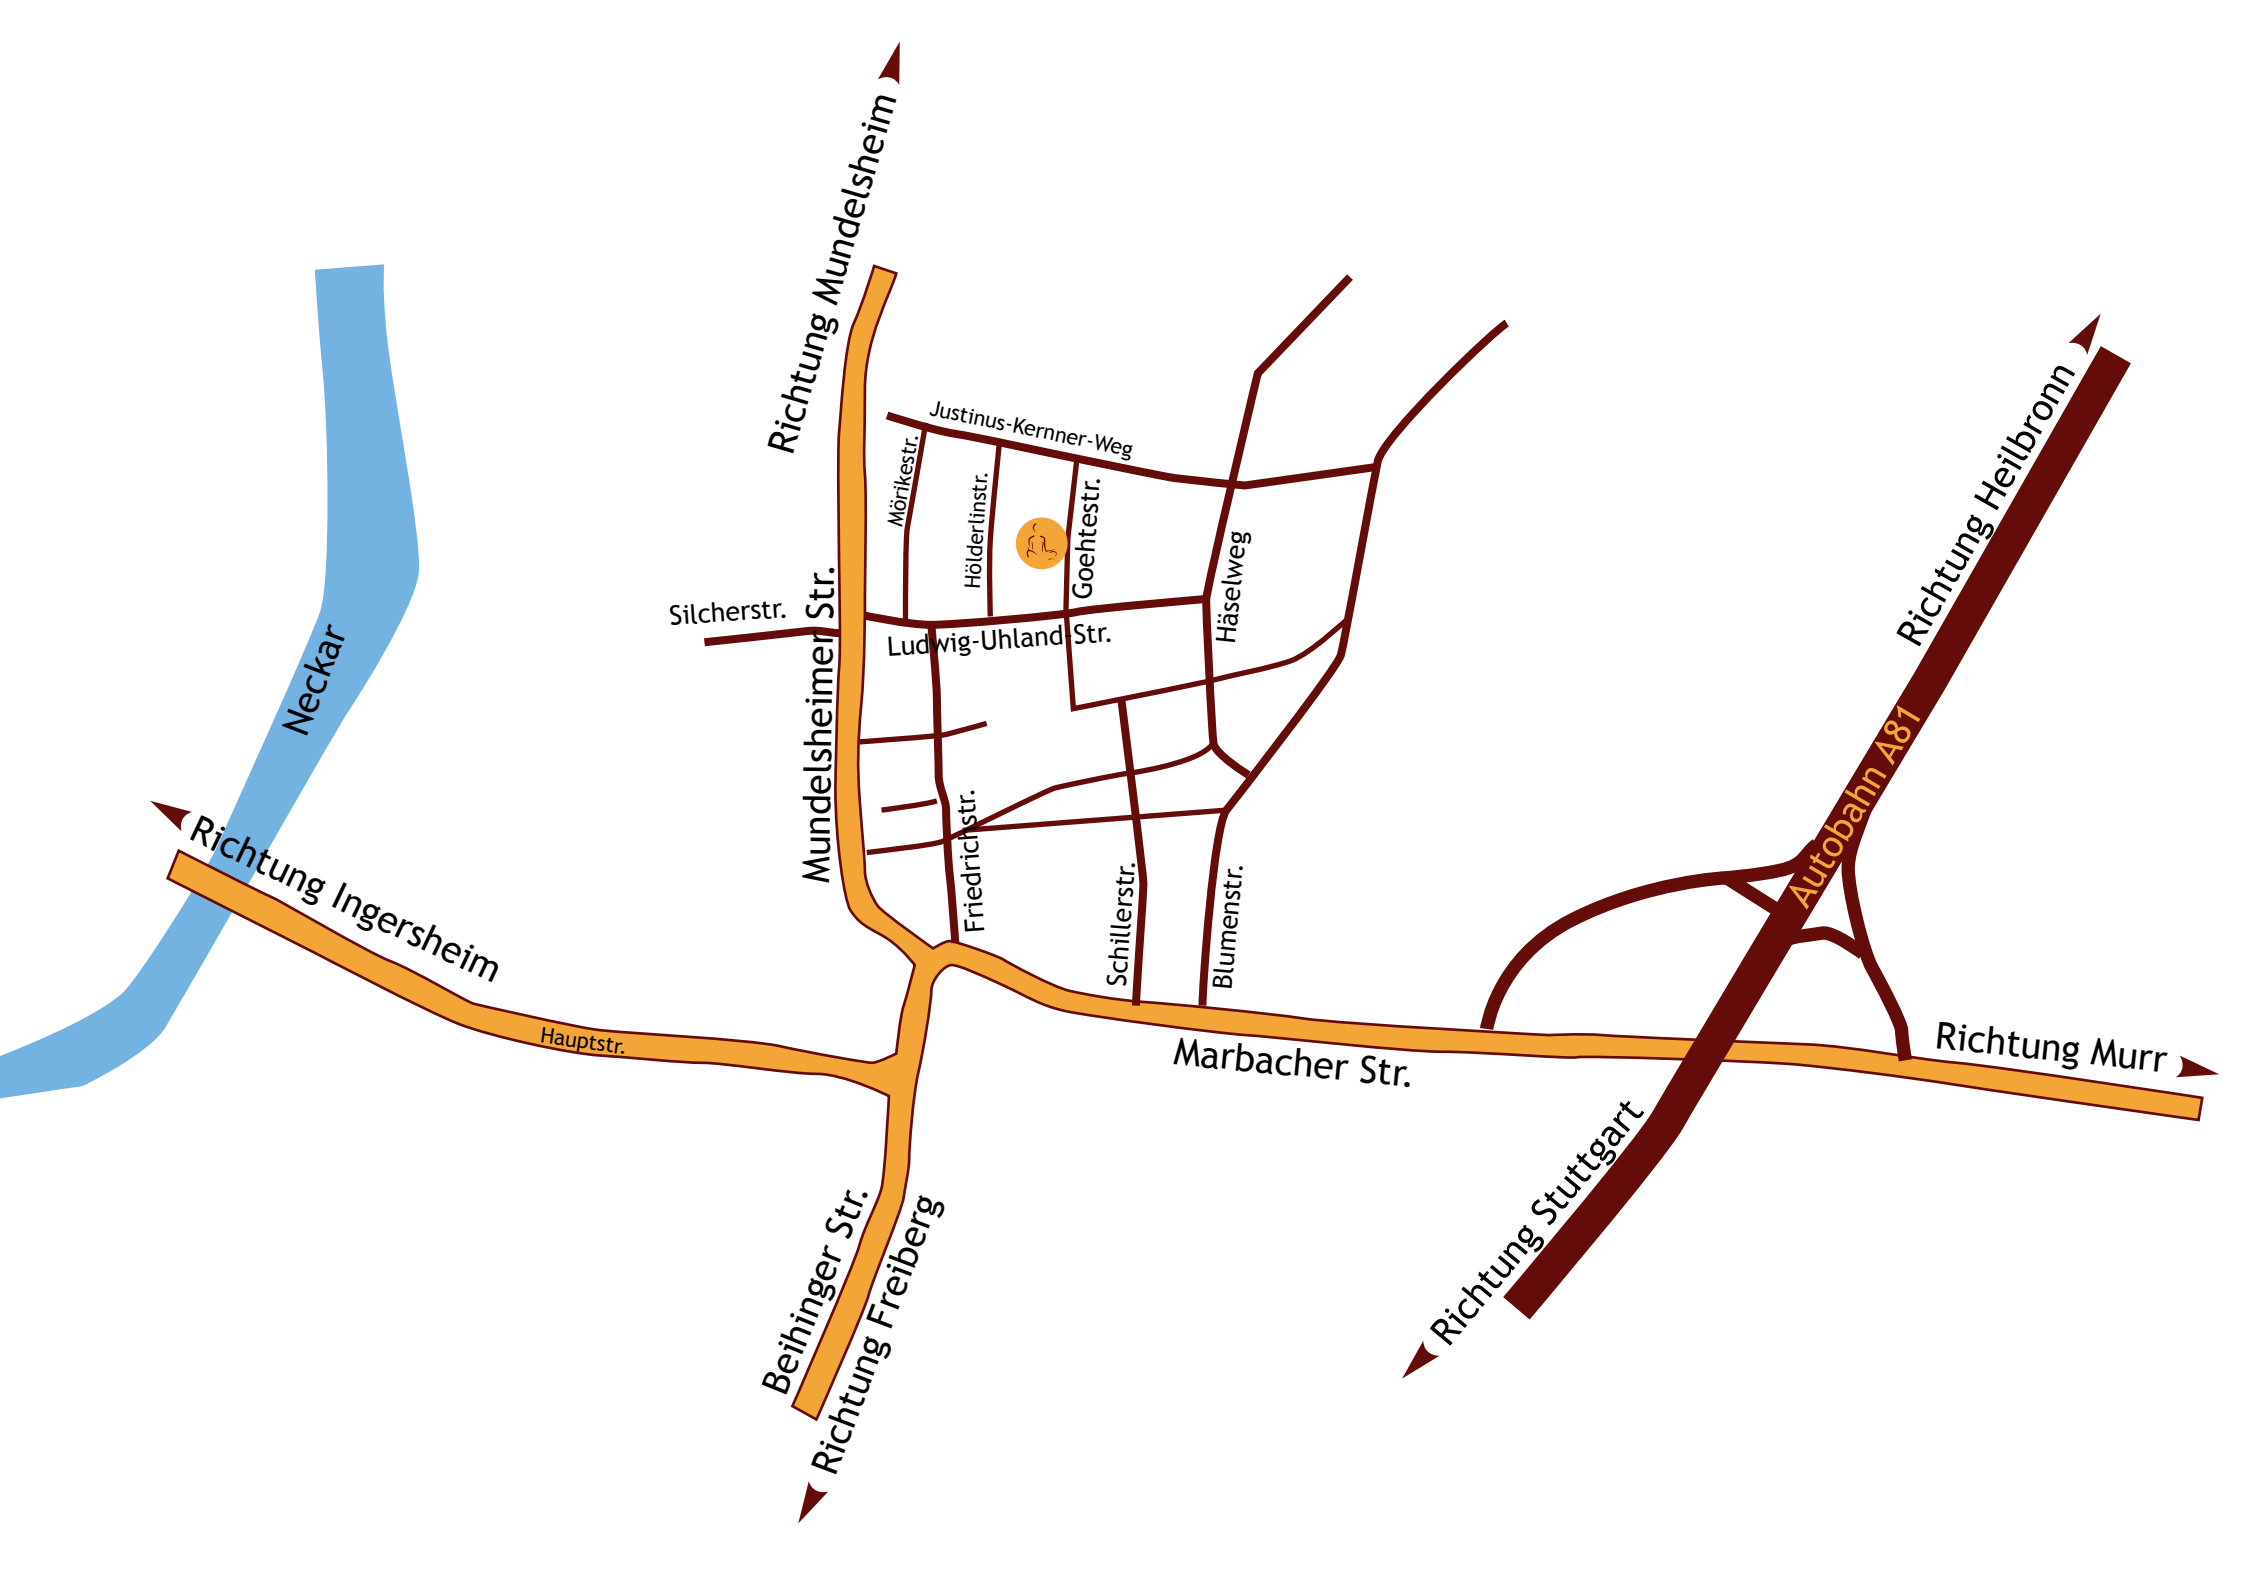 Richtung Mundelsheim
Richtung Heilbronn
Justinus-Kernner-Weg
Mörikestr.
Hölderlinstr.
Goehtestr.
Häselweg
Silcherstr.
Mundelsheimer Str.
Ludwig-Uhland-Str.
Neckar
Autobahn A81
Richtung Ingersheim
Friedrichstr.
Schillerstr.
Blumenstr.
Hauptstr.
Marbacher Str.
Richtung Murr
Richtung Stuttgart
Beihinger Str.
Richtung Freiberg